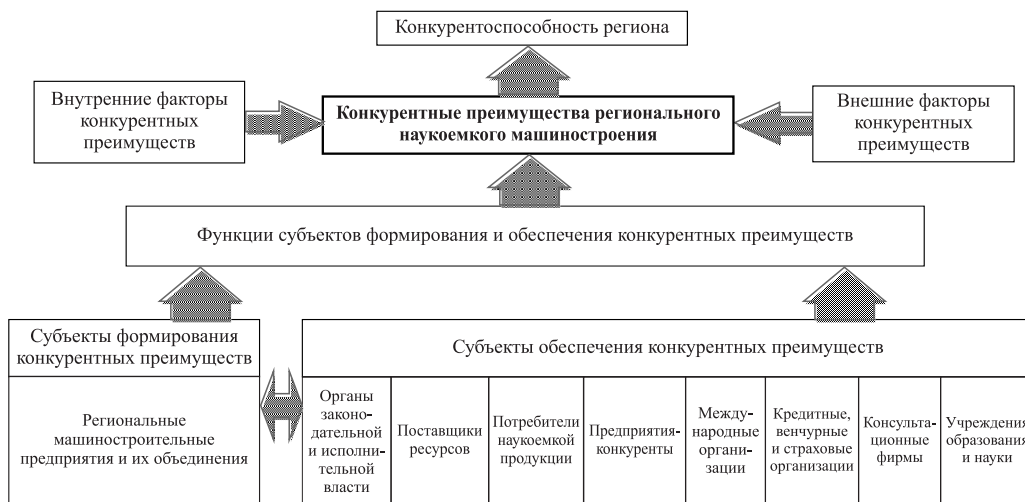 Конкурентоспособность региона
Внутренние факторы
конкурентных
преимуществ
Конкурентные преимущества регионального
наукоемкого машиностроения
Внешние факторы
конкурентных
преимуществ
Функции субъектов формирования и обеспечения конкурентных преимуществ
Субъекты формирования
конкурентных преимуществ
Субъекты обеспечения конкурентных преимуществ
Региональные
машиностроительные
предприятия и их объединения
Органы
законо-
дательной
и исполни-
тельной
власти
Поставщики
ресурсов
Потребители
наукоемкой
продукции
Предприятия-
конкуренты
Между-
народные
органи-
зации
Кредитные,
венчурные
и страховые
организации
Консульта-
ционные
фирмы
Учреждения
образования
и науки